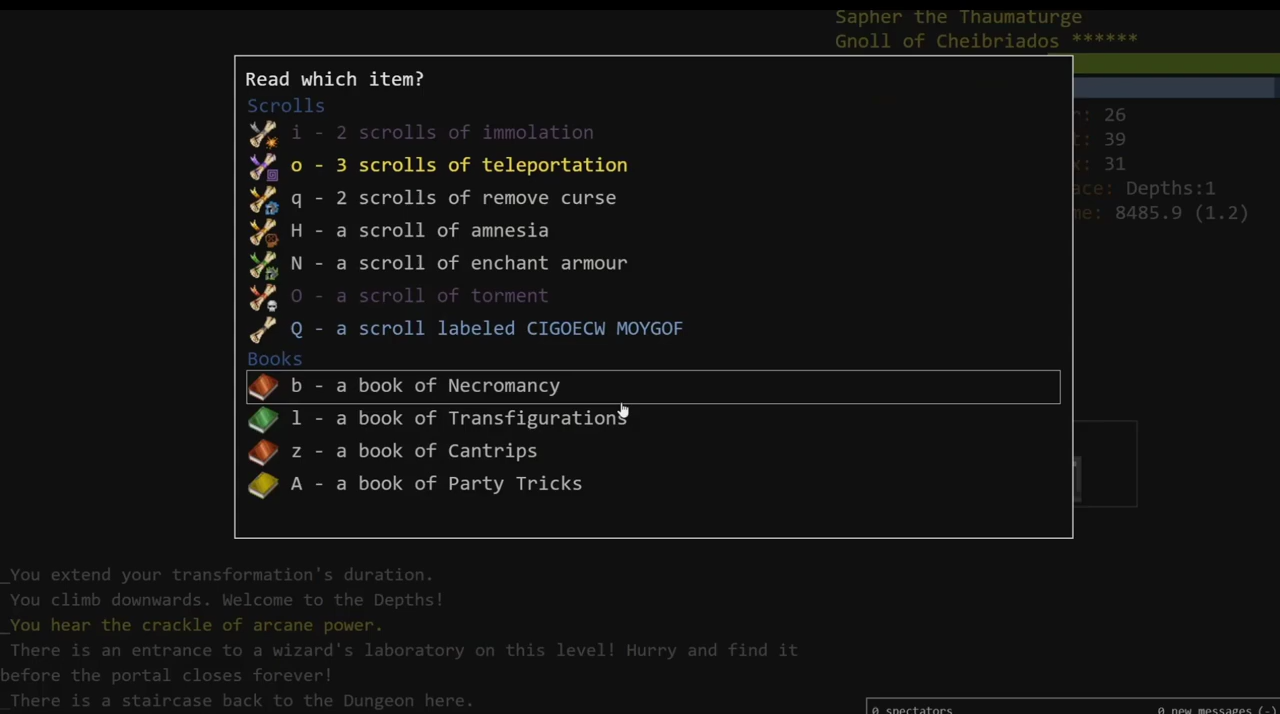 Sapher the Thaumaturge
Gnoll of Cheibriados ******
Read which item?
Scrolls
i - 2 scrolls of immolation
r: 26
o - 3 scrolls of teleportation
t: 39
x: 31
q - 2 scrolls of remove curse
ace: Depths:1
me: 8485.9 (1.2)
H - a scroll of amnesia
N - a scroll of enchant armour
O - a scroll of torment
Q - a scroll labeled CIGOECW MOYGOF
Books
b - a book of Necromancy
l - a book of Transfigurations
z - a book of Cantrips
A - a book of Party Tricks
_You extend your transformation's duration.
You climb downwards. Welcome to the Depths!
_You hear the crackle of arcane power.
There is an entrance to a wizard's laboratory on this level! Hurry and find it
before the portal closes forever!
_There is a staircase back to the Dungeon here.
0 spectators 0 new messages (-)